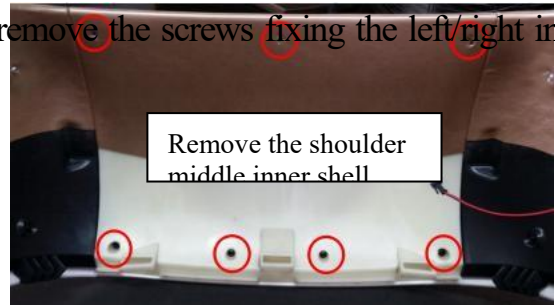 remove the screws fixing the left/right in
Remove the shoulder
middle inner shell